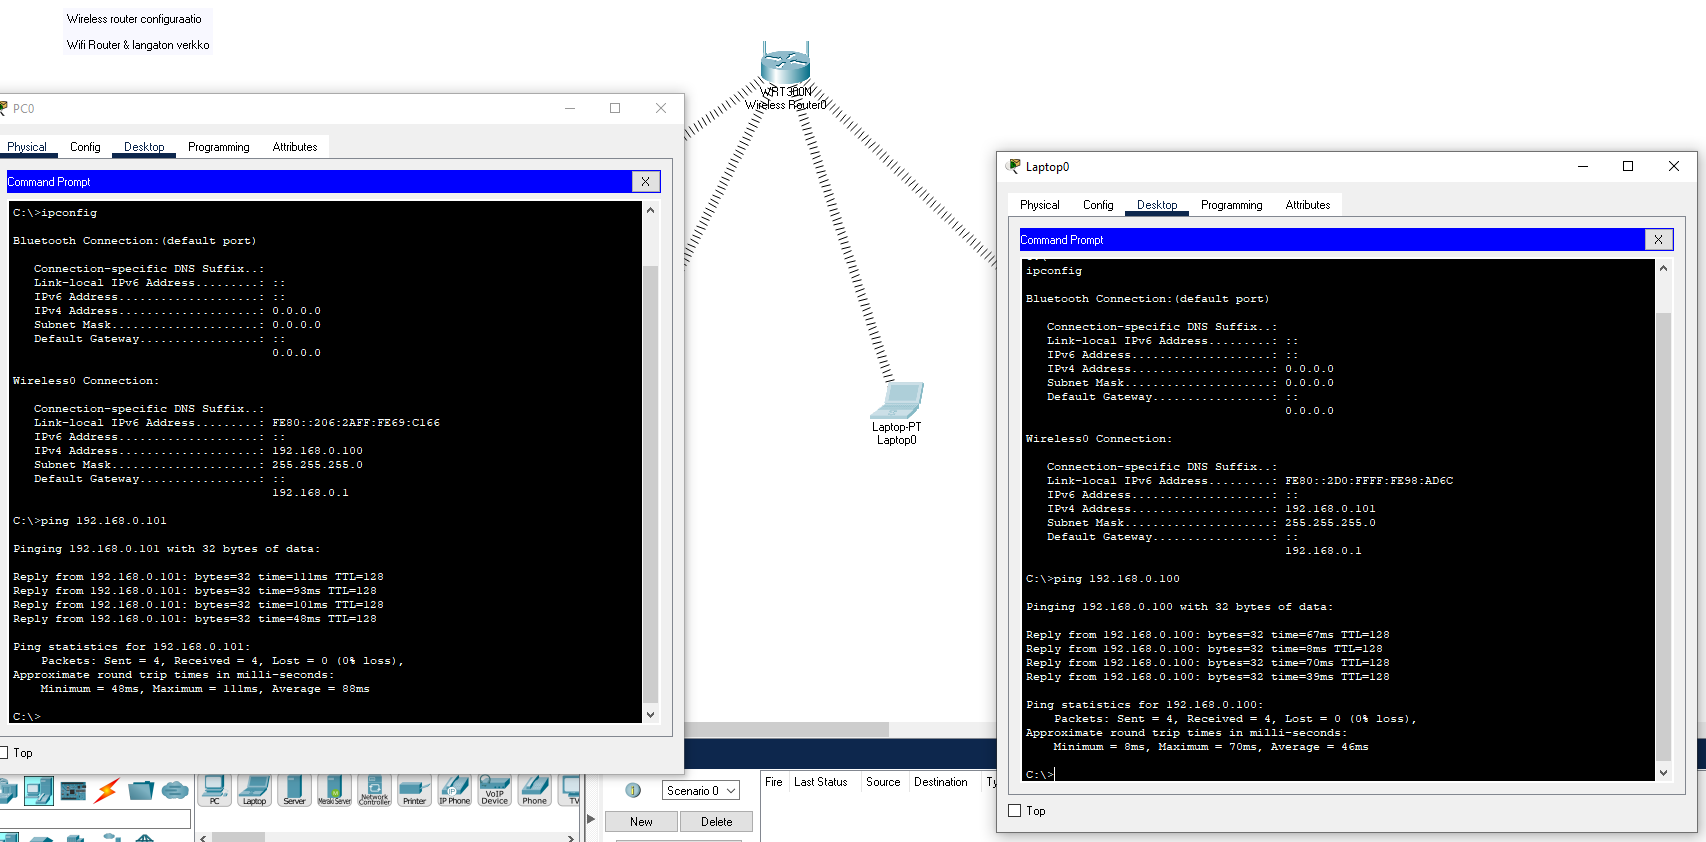 Wireless router configuraatio
Wifi Router & langaton verkko
WRT300N
Wireless Router0
Laptop-PT
Laptop0
PC0
Physical Config Desktop Programming Attributes
Command Prompt X
C:\>ipconfig
Bluetooth Connection:(default port)
Connection-specific DNS Suffix..:
Link-local IPv6 Address.........: ::
IPv6 Address....................: ::
IPv4 Address....................: 0.0.0.0
Subnet Mask.....................: 0.0.0.0
Default Gateway.................: ::
0.0.0.0
Wireless0 Connection:
Connection-specific DNS Suffix..:
Link-local IPv6 Address.........: FE80::206:2AFF:FE69:C166
IPv6 Address....................: ::
IPv4 Address....................: 192.168.0.100
Subnet Mask.....................: 255.255.255.0
Default Gateway.................: ::
192.168.0.1
C:\>ping 192.168.0.101
Pinging 192.168.0.101 with 32 bytes of data:
Reply from 192.168.0.101: bytes=32 time=111ms TTL=128
Reply from 192.168.0.101: bytes=32 time=93ms TTL=128
Reply from 192.168.0.101: bytes=32 time=101ms TTL=128
Reply from 192.168.0.101: bytes=32 time=48ms TTL=128
Ping statistics for 192.168.0.101:
Packets: Sent = 4, Received = 4, Lost = 0 (0% loss),
Approximate round trip times in milli-seconds:
Minimum = 48ms, Maximum = 111ms, Average = 88ms
C:\>
Top
Laptop0
Physical Config Desktop Programming Attributes
Command Prompt X
ipconfig
Bluetooth Connection:(default port)
Connection-specific DNS Suffix..:
Link-local IPv6 Address.........: ::
IPv6 Address....................: ::
IPv4 Address....................: 0.0.0.0
Subnet Mask.....................: 0.0.0.0
Default Gateway.................: ::
0.0.0.0
Wireless0 Connection:
Connection-specific DNS Suffix..:
Link-local IPv6 Address.........: FE80::2D0:FFFF:FE98:AD6C
IPv6 Address....................: ::
IPv4 Address....................: 192.168.0.101
Subnet Mask.....................: 255.255.255.0
Default Gateway.................: ::
192.168.0.1
C:\>ping 192.168.0.100
Pinging 192.168.0.100 with 32 bytes of data:
Reply from 192.168.0.100: bytes=32 time=67ms TTL=128
Reply from 192.168.0.100: bytes=32 time=8ms TTL=128
Reply from 192.168.0.100: bytes=32 time=70ms TTL=128
Reply from 192.168.0.100: bytes=32 time=39ms TTL=128
Ping statistics for 192.168.0.100:
Packets: Sent = 4, Received = 4, Lost = 0 (0% loss),
Approximate round trip times in milli-seconds:
Minimum = 8ms, Maximum = 70ms, Average = 46ms
C:\>
Top
PC Laptop Server Meraki Server Network Controller Printer IP Phone VoIP Device Phone TV
Scenario 0
New Delete
Fire Last Status Source Destination Ty